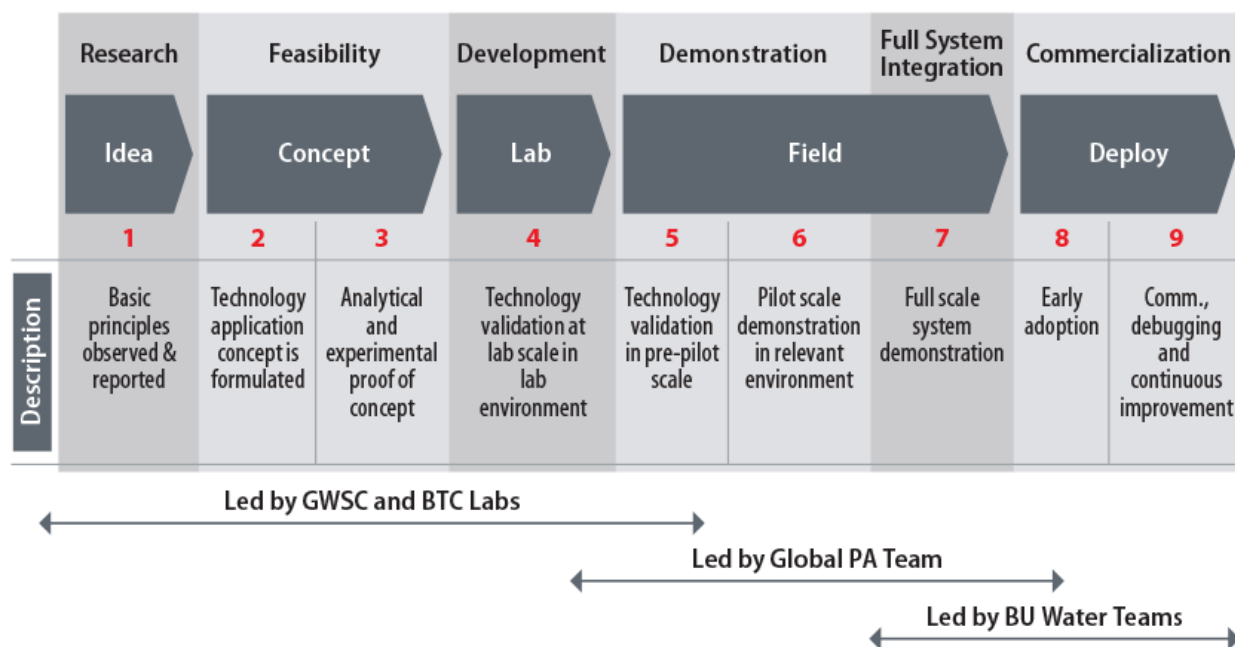 Research
Feasibility
Development
Demonstration
Full System
Integration
Commercialization
Idea
Concept
Lab
Field
Deploy
1
2
3
4
5
6
7
8
9
Description
Basic
principles
observed &
reported
Technology
application
concept is
formulated
Analytical
and
experimental
proof of
concept
Technology
validation at
lab scale in
lab
environment
Technology
validation
in pre-pilot
scale
Pilot scale
demonstration
in relevant
environment
Full scale
system
demonstration
Early
adoption
Comm.,
debugging
and
continuous
improvement
Led by GWSC and BTC Labs
Led by Global PA Team
Led by BU Water Teams